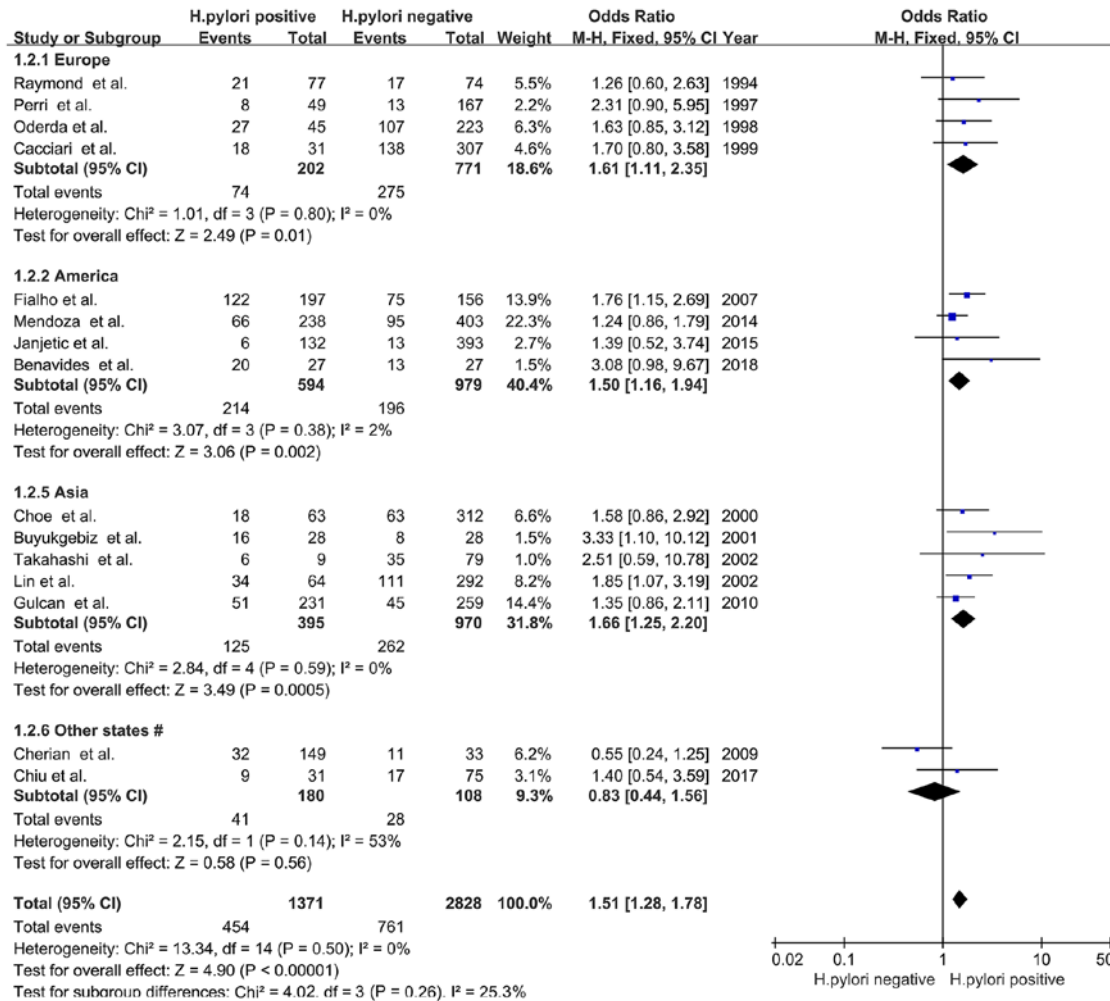 H.pylori positive H.pylori negative Odds Ratio Odds Ratio
Study or Subgroup Events Total Events Total Weight M-H, Fixed, 95% CI Year M-H, Fixed, 95% CI
1.2.1 Europe
Raymond et al. 21 77 17 74 5.5% 1.26 [0.60, 2.63] 1994
Perri et al. 8 49 13 167 2.2% 2.31 [0.90, 5.95] 1997
Oderda et al. 27 45 107 223 6.3% 1.63 [0.85, 3.12] 1998
Cacciari et al. 18 31 138 307 4.6% 1.70 [0.80, 3.58] 1999
Subtotal (95% CI) 202 771 18.6% 1.61 [1.11, 2.35]
Total events 74 275
Heterogeneity: Chi² = 1.01, df = 3 (P = 0.80); I² = 0%
Test for overall effect: Z = 2.49 (P = 0.01)
1.2.2 America
Fialho et al. 122 197 75 156 13.9% 1.76 [1.15, 2.69] 2007
Mendoza et al. 66 238 95 403 22.3% 1.24 [0.86, 1.79] 2014
Janjetic et al. 6 132 13 393 2.7% 1.39 [0.52, 3.74] 2015
Benavides et al. 20 27 13 27 1.5% 3.08 [0.98, 9.67] 2018
Subtotal (95% CI) 594 979 40.4% 1.50 [1.16, 1.94]
Total events 214 196
Heterogeneity: Chi² = 3.07, df = 3 (P = 0.38); I² = 2%
Test for overall effect: Z = 3.06 (P = 0.002)
1.2.5 Asia
Choe et al. 18 63 63 312 6.6% 1.58 [0.86, 2.92] 2000
Buyukgebiz et al. 16 28 8 28 1.5% 3.33 [1.10, 10.12] 2001
Takahashi et al. 6 9 35 79 1.0% 2.51 [0.59, 10.78] 2002
Lin et al. 34 64 111 292 8.2% 1.85 [1.07, 3.19] 2002
Gulcan et al. 51 231 45 259 14.4% 1.35 [0.86, 2.11] 2010
Subtotal (95% CI) 395 970 31.8% 1.66 [1.25, 2.20]
Total events 125 262
Heterogeneity: Chi² = 2.84, df = 4 (P = 0.59); I² = 0%
Test for overall effect: Z = 3.49 (P = 0.0005)
1.2.6 Other states #
Cherian et al. 32 149 11 33 6.2% 0.55 [0.24, 1.25] 2009
Chiu et al. 9 31 17 75 3.1% 1.40 [0.54, 3.59] 2017
Subtotal (95% CI) 180 108 9.3% 0.83 [0.44, 1.56]
Total events 41 28
Heterogeneity: Chi² = 2.15, df = 1 (P = 0.14); I² = 53%
Test for overall effect: Z = 0.58 (P = 0.56)
Total (95% CI) 1371 2828 100.0% 1.51 [1.28, 1.78]
Total events 454 761
Heterogeneity: Chi² = 13.34, df = 14 (P = 0.50); I² = 0%
Test for overall effect: Z = 4.90 (P < 0.00001)
Test for subgroup differences: Chi² = 4.02. df = 3 (P = 0.26). I² = 25.3%
0.02 0.1 1 10 50
H.pylori negative H.pylori positive